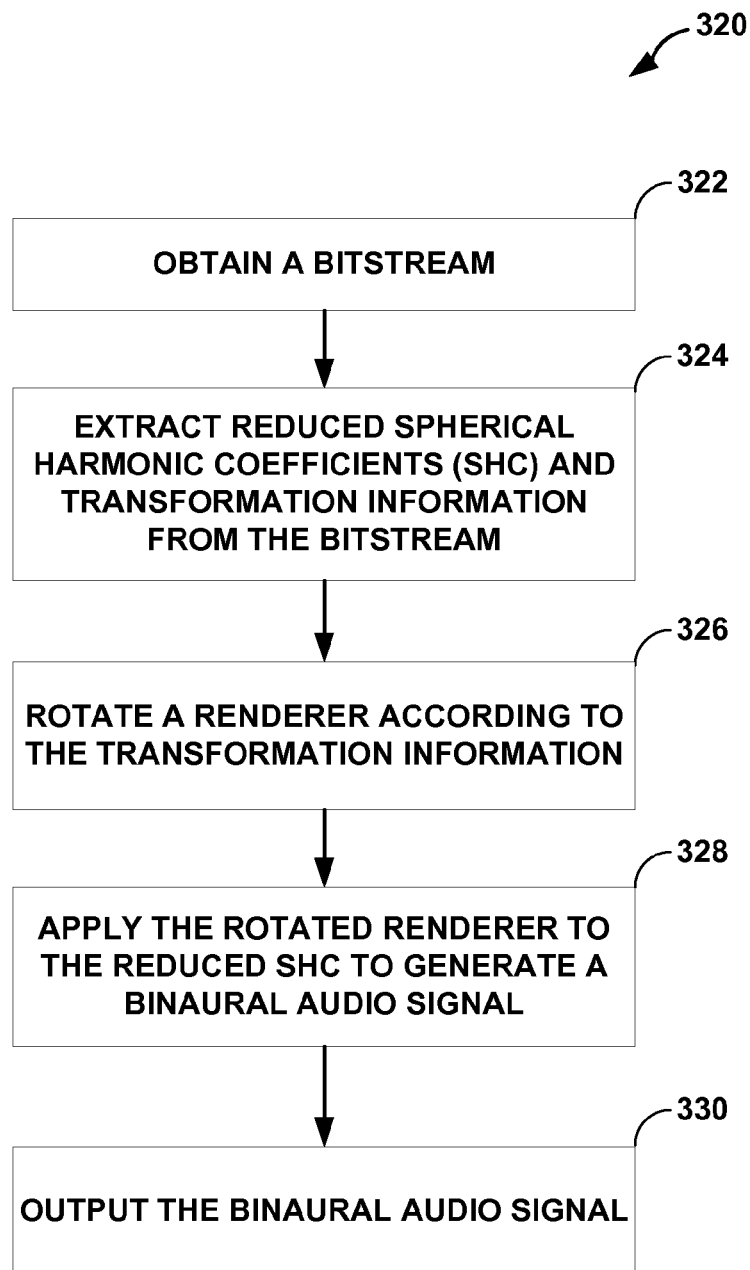 320
322
OBTAIN A BITSTREAM
324
EXTRACT REDUCED SPHERICAL
HARMONIC COEFFICIENTS (SHC) AND
TRANSFORMATION INFORMATION
FROM THE BITSTREAM
326
ROTATE A RENDERER ACCORDING TO
THE TRANSFORMATION INFORMATION
328
APPLY THE ROTATED RENDERER TO
THE REDUCED SHC TO GENERATE A
BINAURAL AUDIO SIGNAL
330
OUTPUT THE BINAURAL AUDIO SIGNAL